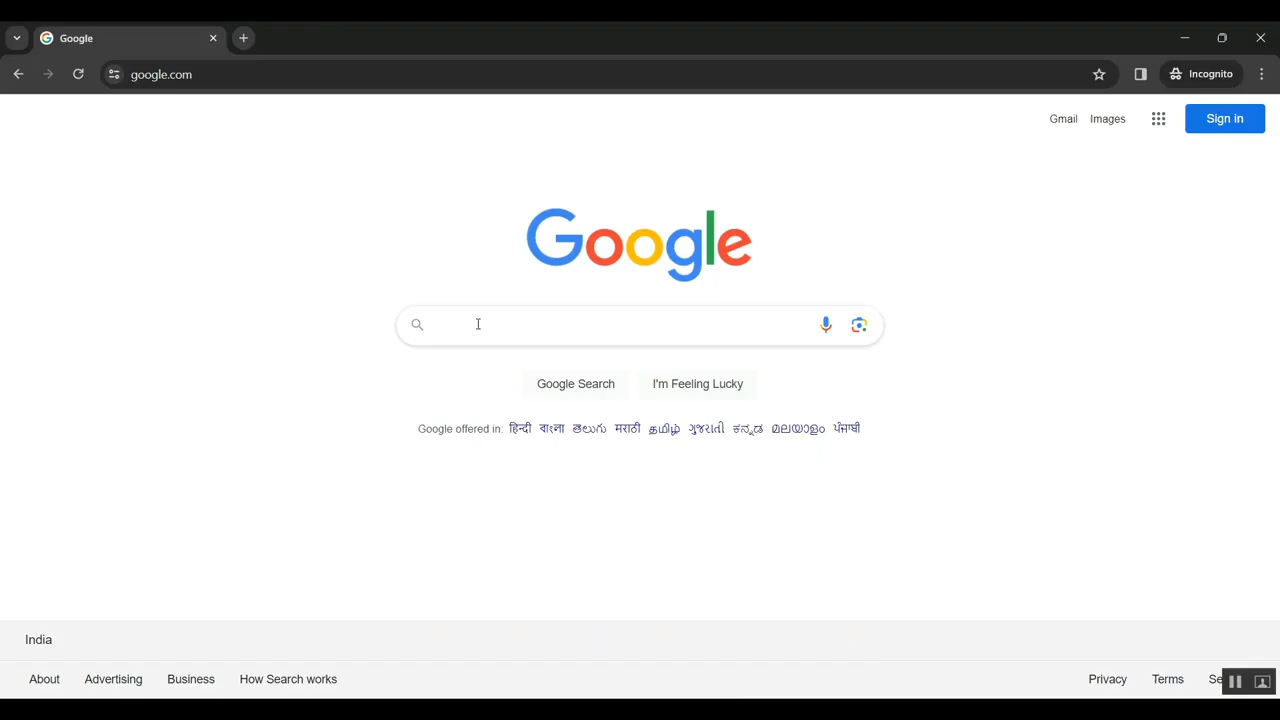 Google
google.com
Incognito
Gmail Images
Sign in
Google
Google Search I'm Feeling Lucky
Google offered in: हिन्दी বাংলা తెలుగు मराठी தமிழ் ગુજરાતી ಕನ್ನಡ മലയാളം ਪੰਜਾਬੀ
India
About Advertising Business How Search works Privacy Terms Se